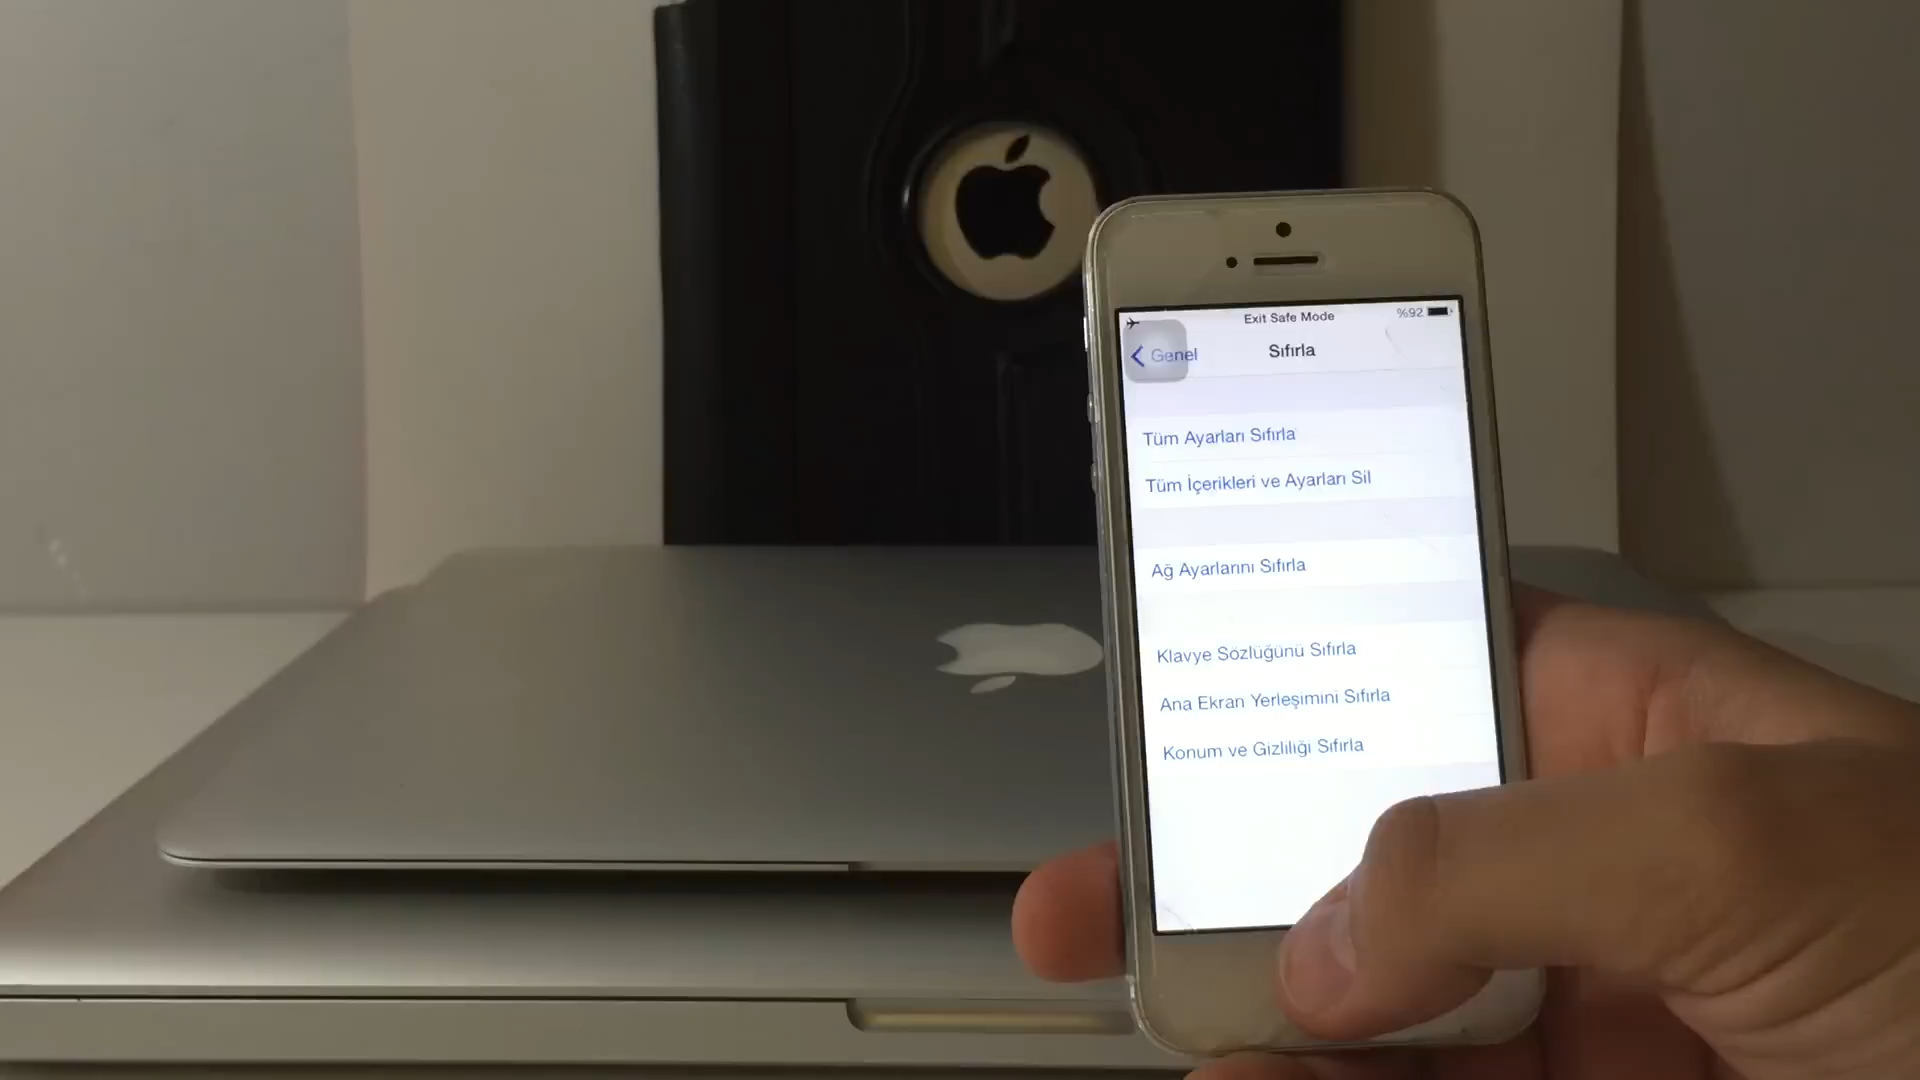 Exit Safe Mode
%92
Genel
Sıfırla
Tüm Ayarları Sıfırla
Tüm İçerikleri ve Ayarları Sil
Ağ Ayarlarını Sıfırla
Klavye Sözlüğünü Sıfırla
Ana Ekran Yerleşimini Sıfırla
Konum ve Gizliliği Sıfırla